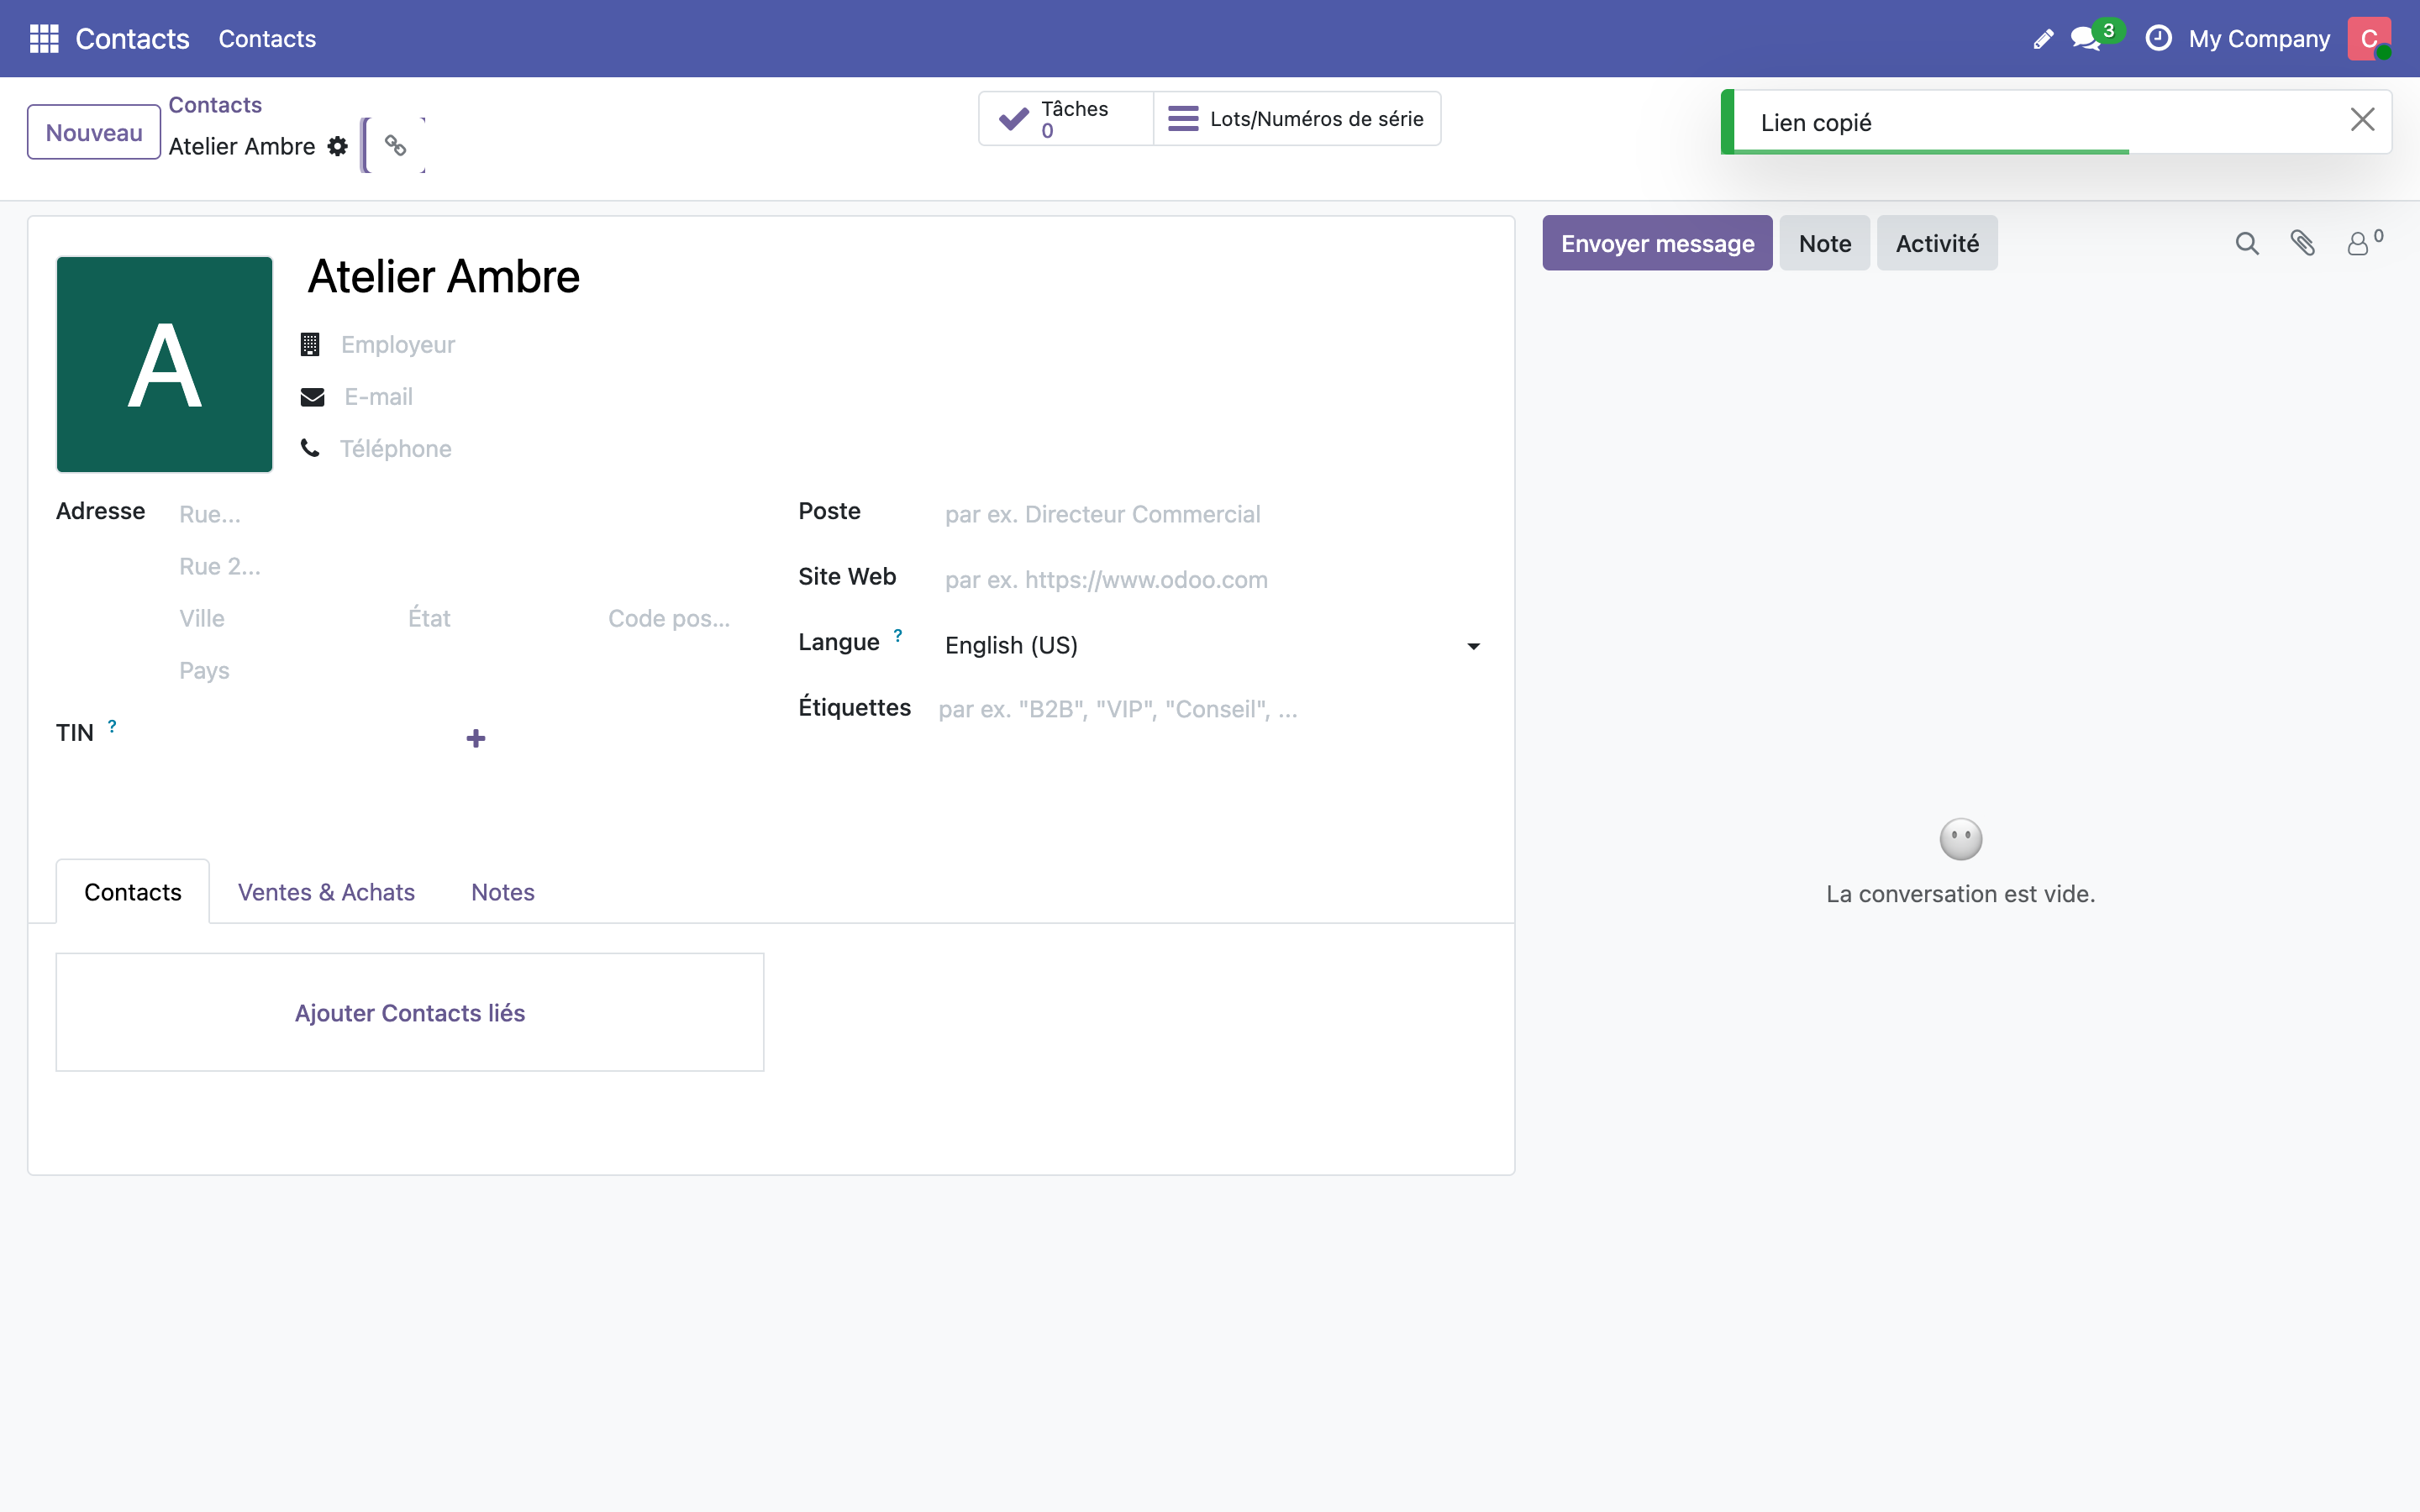 Contacts Contacts 3 My Company C
Nouveau
Contacts
Atelier Ambre
Tâches
0
Lots/Numéros de série
Lien copié
A
Atelier Ambre
Employeur
E-mail
Téléphone
Adresse
Rue...
Rue 2...
Ville État Code pos...
Pays
TIN ?
Poste par ex. Directeur Commercial
Site Web par ex. https://www.odoo.com
Langue ? English (US)
Étiquettes par ex. "B2B", "VIP", "Conseil", ...
Contacts Ventes & Achats Notes
Ajouter Contacts liés
Envoyer message Note Activité 0
La conversation est vide.